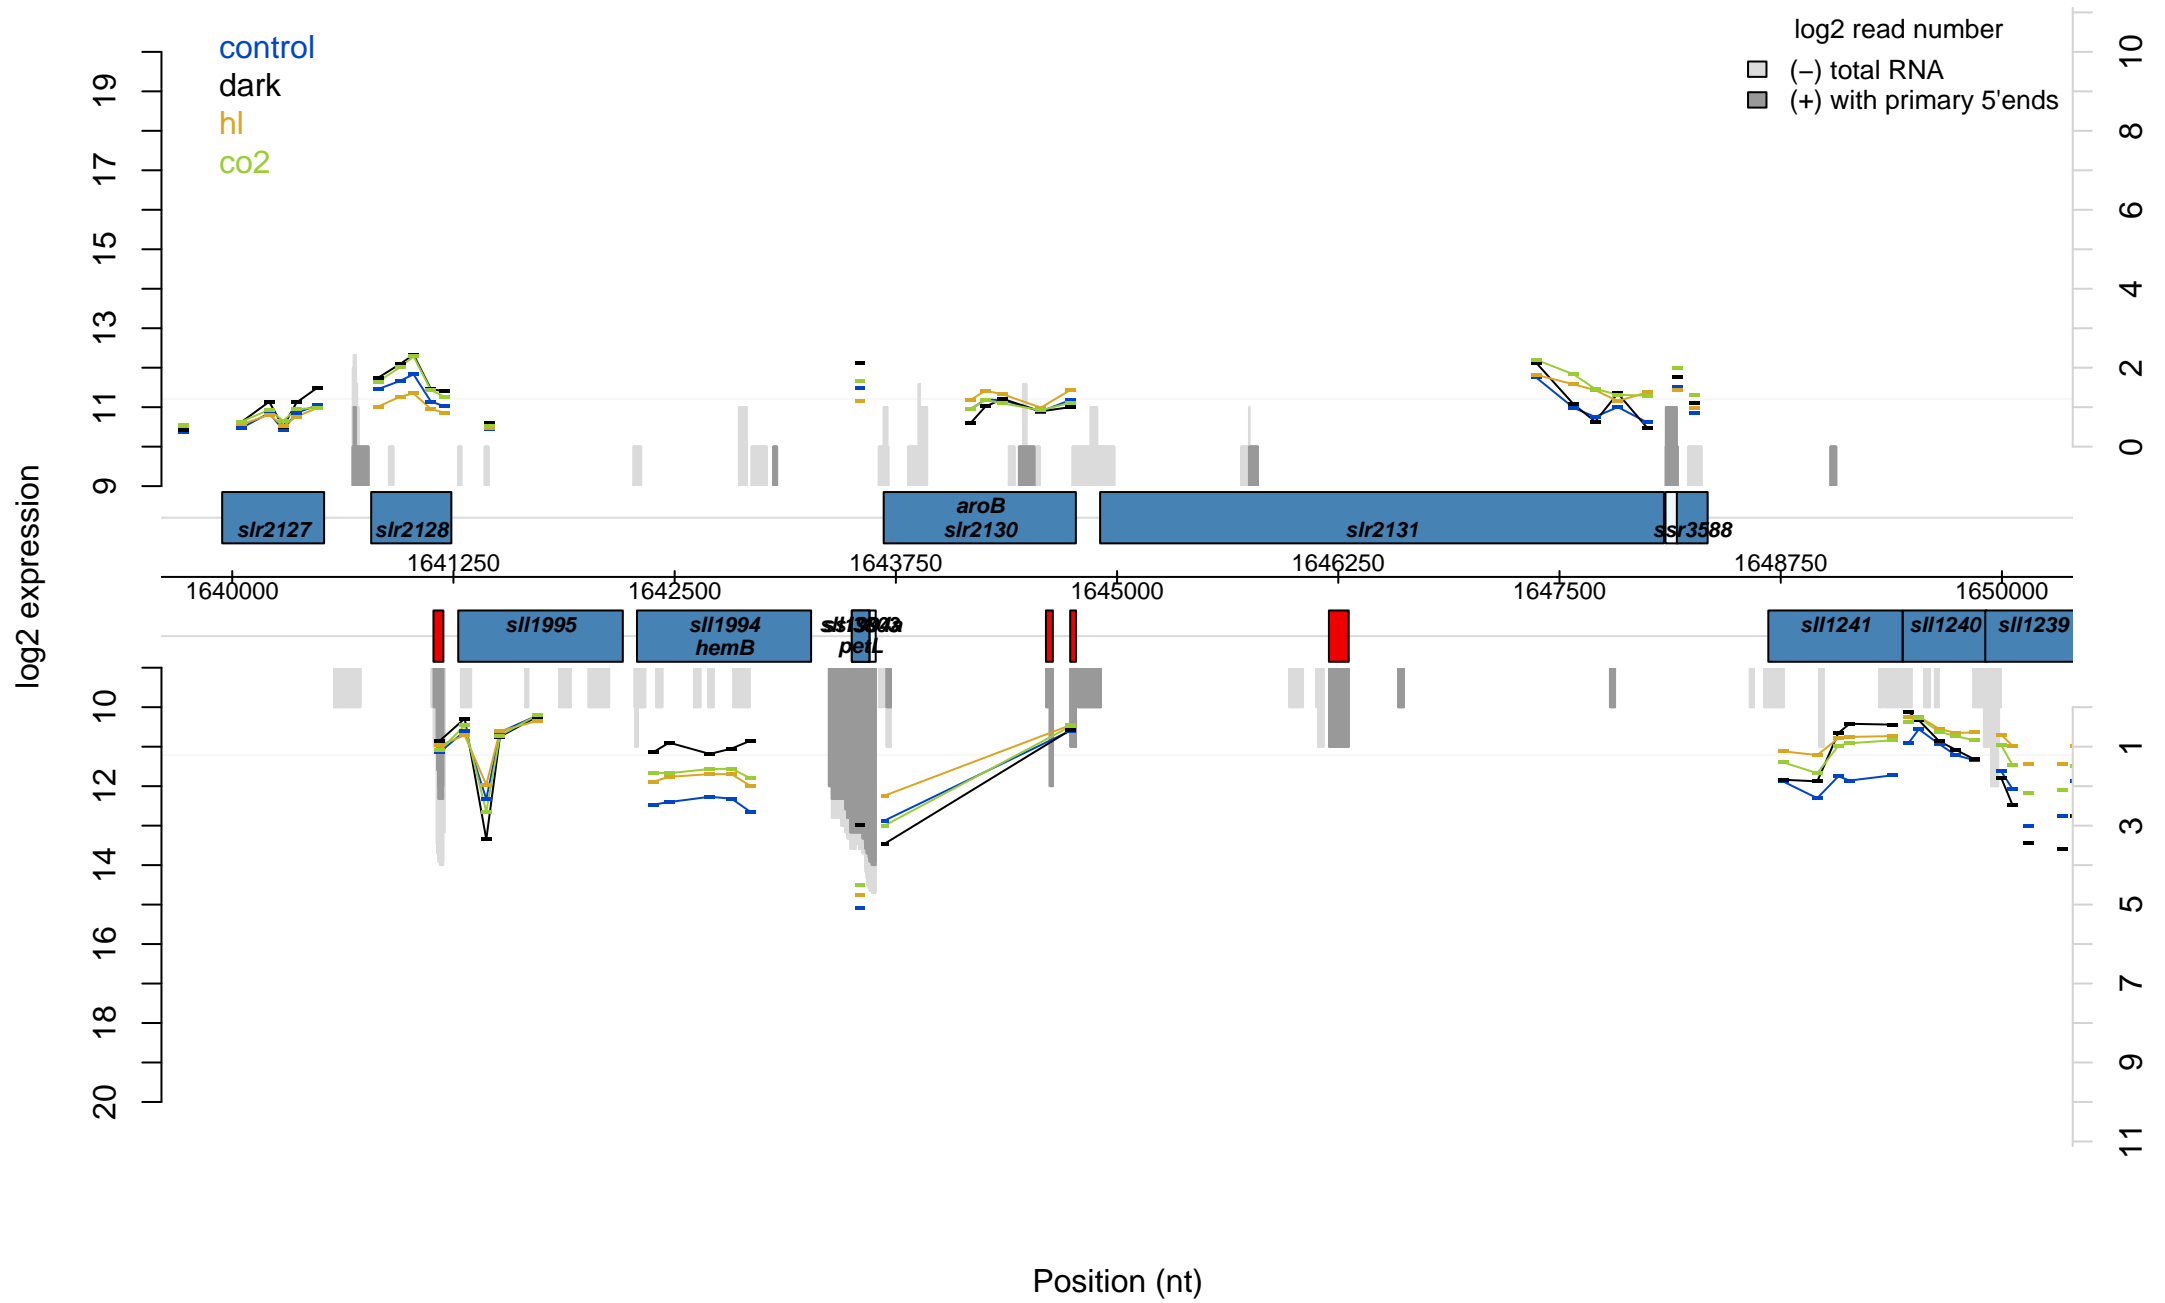 control
dark
hl
co2
log2 read number
(−) total RNA
(+) with primary 5'ends
19
17
15
13
11
9
10
8
6
4
2
0
log2 expression
aroB
slr2127
slr2128
slr2130
slr2131
ssr3588
1641250
1643750
1646250
1648750
1640000
1642500
1645000
1647500
1650000
sll1995
sll1994
hemB
petL
sll1241
sll1240
sll1239
10
12
14
16
18
20
1
3
5
7
9
11
Position (nt)